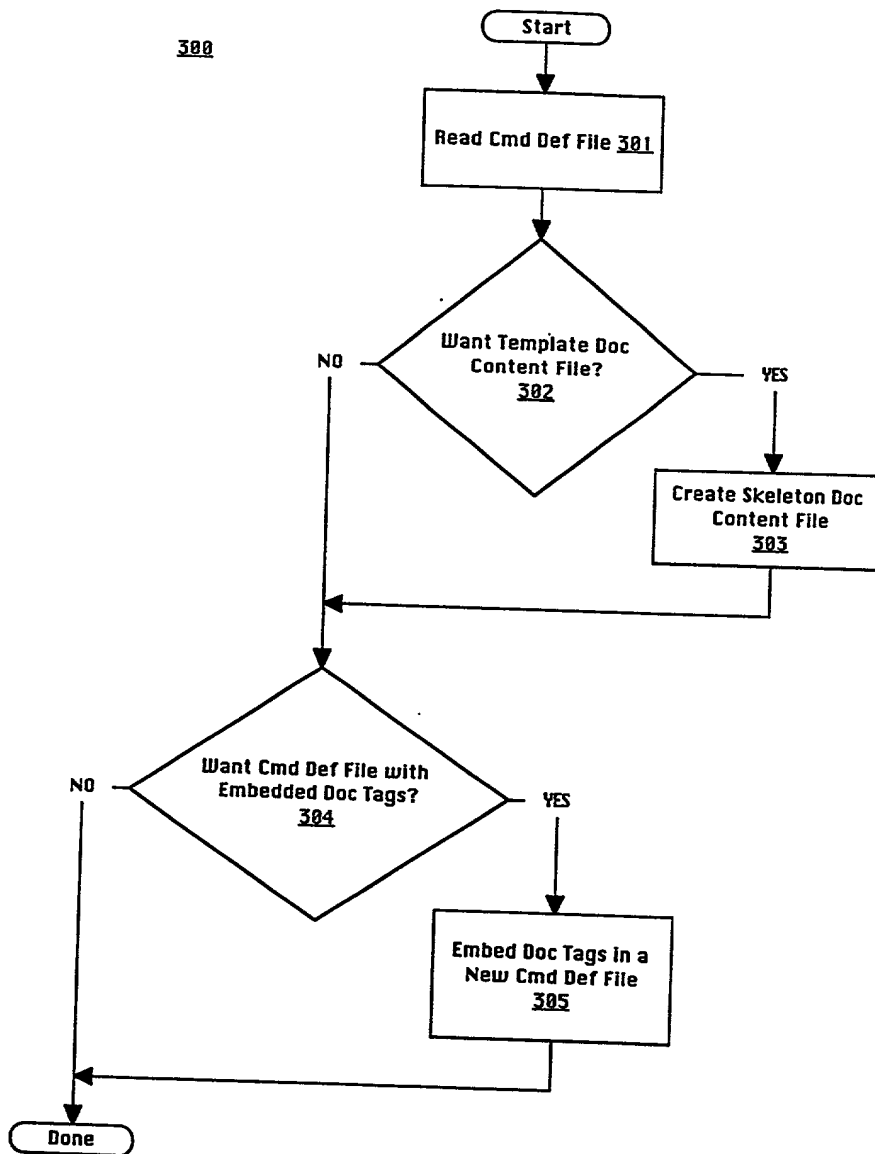 Start
300
Read Cmd Def File 301
Want Template Doc
Content File?
302
NO
YES
Create Skeleton Doc
Content File
303
Want Cmd Def File with
Embedded Doc Tags?
304
NO
YES
Embed Doc Tags in a
New Cmd Def File
305
Done